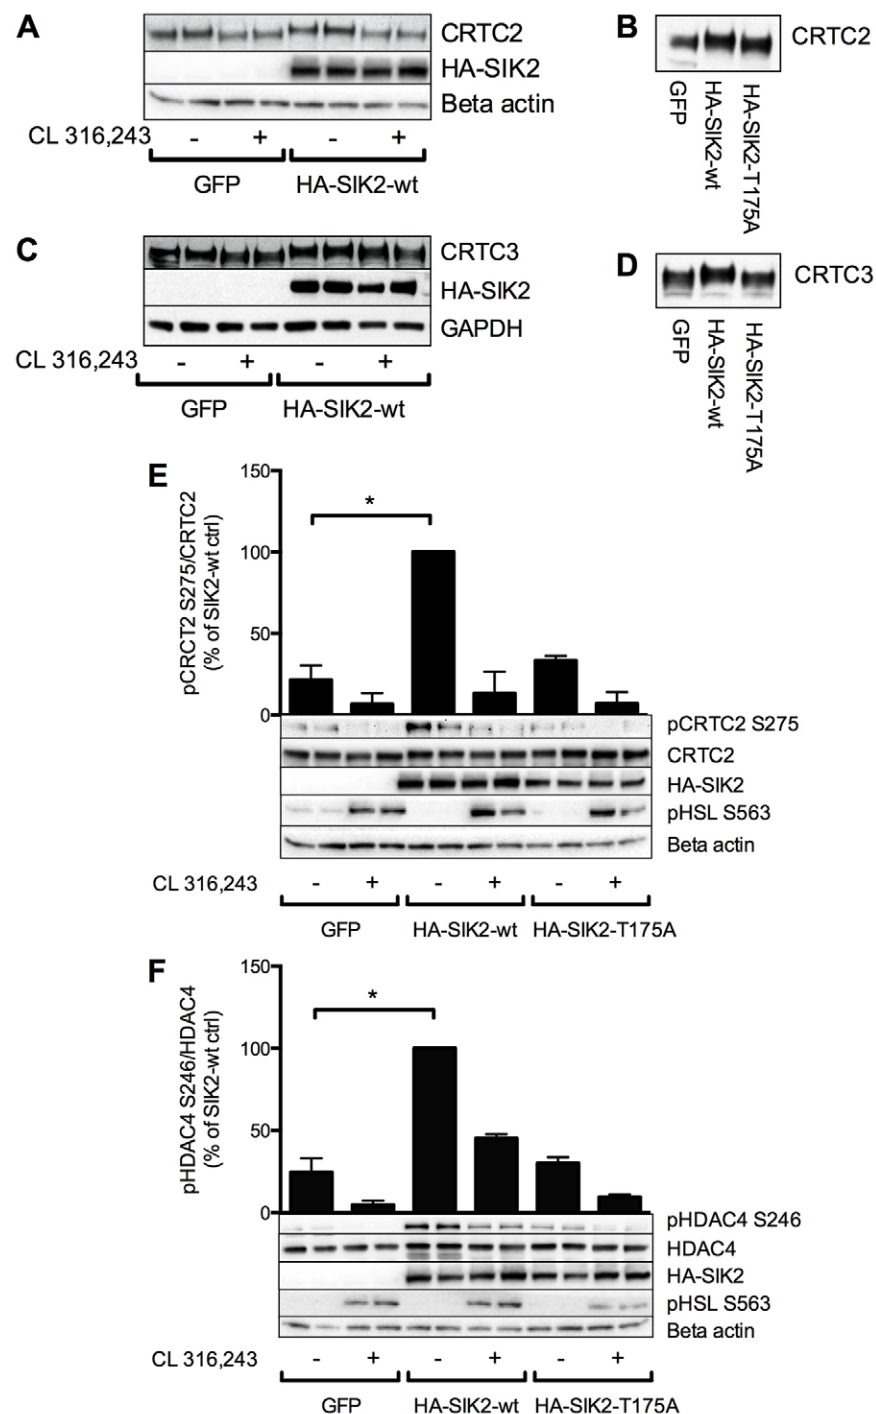 A
CRTC2
HA-SIK2
Beta actin
CL 316,243 - + - +
GFP HA-SIK2-wt
B
CRTC2
GFP
HA-SIK2-wt
HA-SIK2-T175A
C
CRTC3
HA-SIK2
GAPDH
CL 316,243 - + - +
GFP HA-SIK2-wt
D
CRTC3
GFP
HA-SIK2-wt
HA-SIK2-T175A
E
pCRCT2 S275/CRTC2
(% of SIK2-wt ctrl)
150
100
50
0
*
pCRTC2 S275
CRTC2
HA-SIK2
pHSL S563
Beta actin
CL 316,243 - + - + - +
GFP HA-SIK2-wt HA-SIK2-T175A
F
pHDAC4 S246/HDAC4
(% of SIK2-wt ctrl)
150
100
50
0
*
pHDAC4 S246
HDAC4
HA-SIK2
pHSL S563
Beta actin
CL 316,243 - + - + - +
GFP HA-SIK2-wt HA-SIK2-T175A